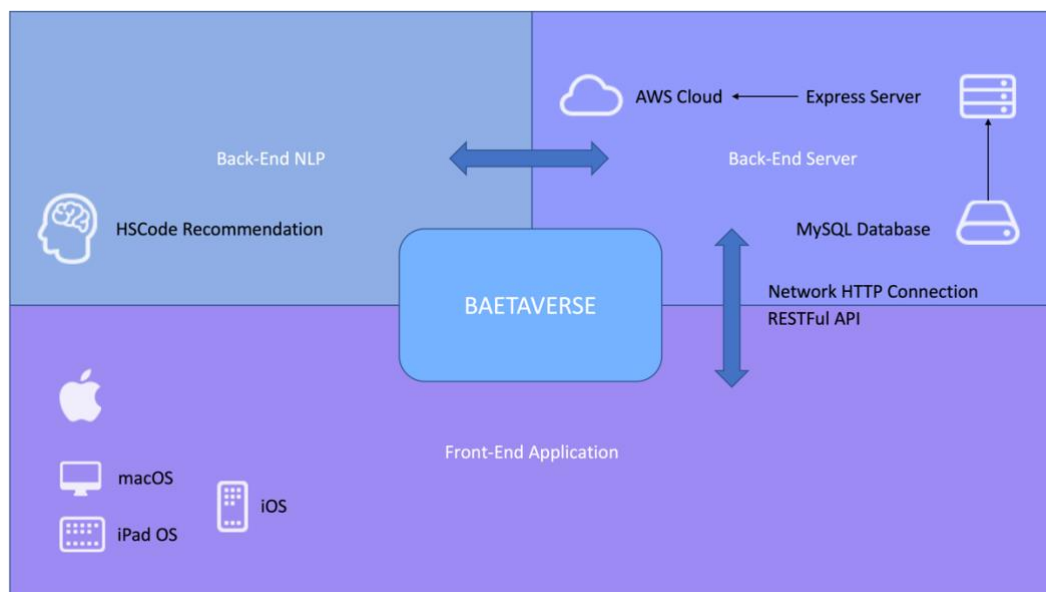 AWS Cloud
Express Server
Back-End NLP
Back-End Server
HSCode Recommendation
MySQL Database
Network HTTP Connection
RESTFul API
BAETAVERSE
Front-End Application
macOS
iOS
iPad OS